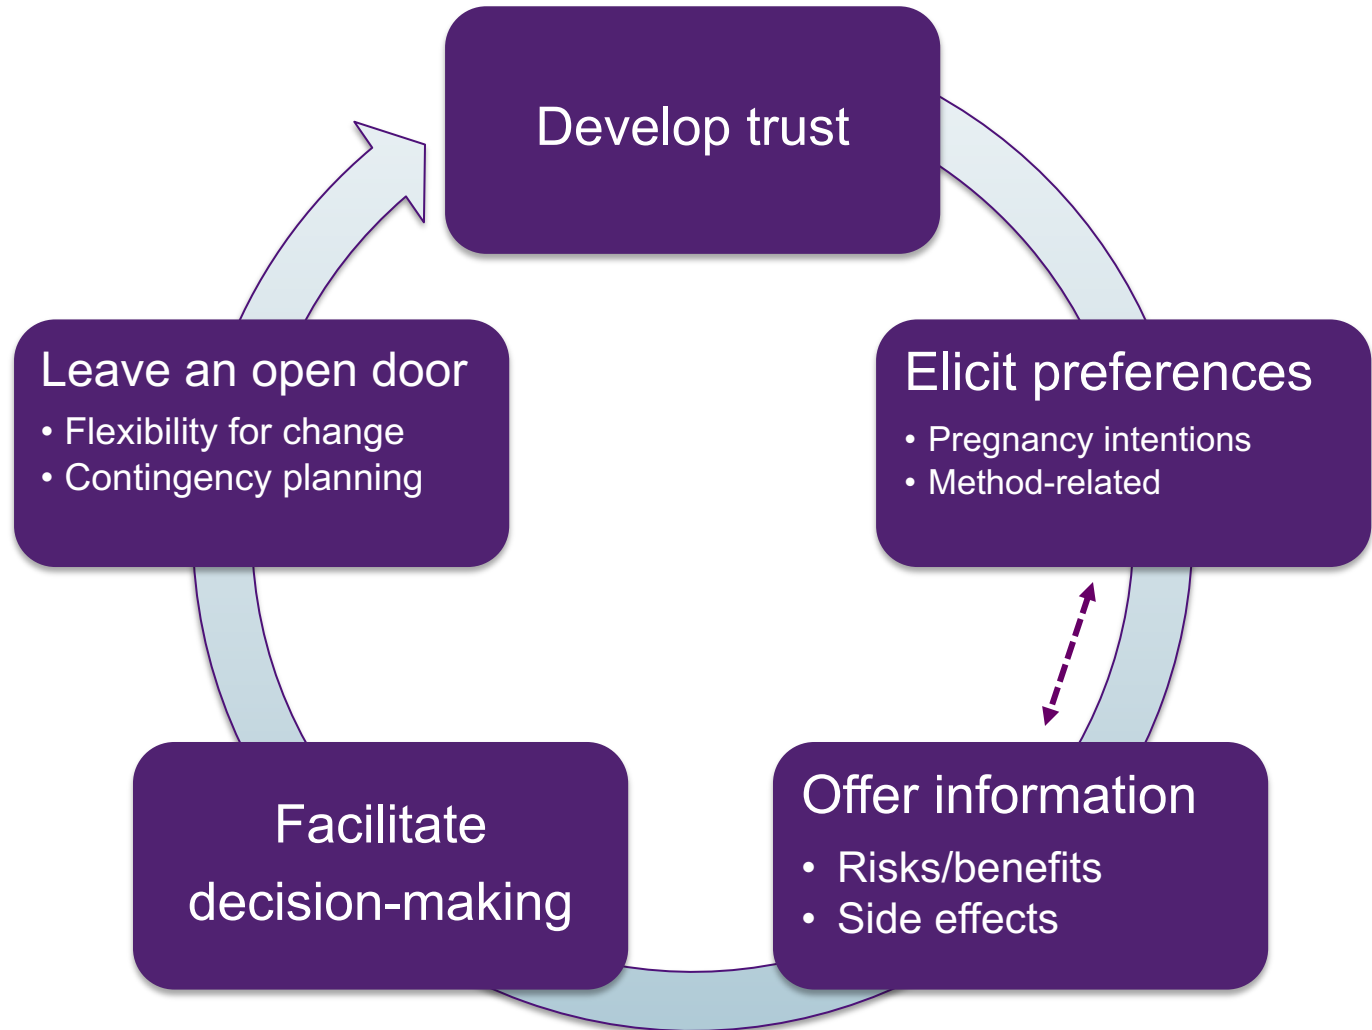 Develop trust
Elicit preferences
• Pregnancy intentions
• Method-related
Offer information
• Risks/benefits
• Side effects
Facilitate
decision-making
Leave an open door
• Flexibility for change
• Contingency planning